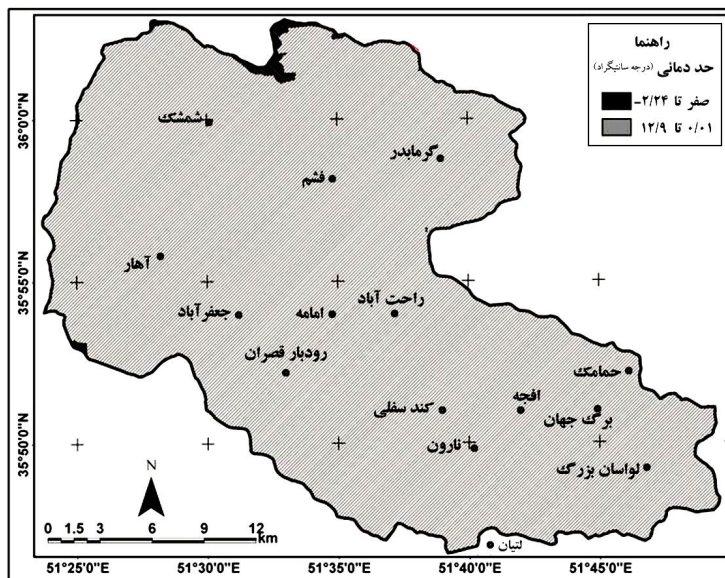 راهنما
حد دمائی (درجه سانتیگراد)
صفر تا ۲/۲۴-
۰/۰۱ تا ۱۲/۹
شمشک
گرمابدر
فشم
آهار
راحت آباد
امامه
جعفرآباد
رودبار قصران
حمامک
افجه
کند سفلی
برگ جهان
نارون
لواسان بزرگ
لتیان
N
0 1.5 3 6 9 12
km
36°0'0"N
35°55'0"N
35°50'0"N
51°25'0"E 51°30'0"E 51°35'0"E 51°40'0"E 51°45'0"E